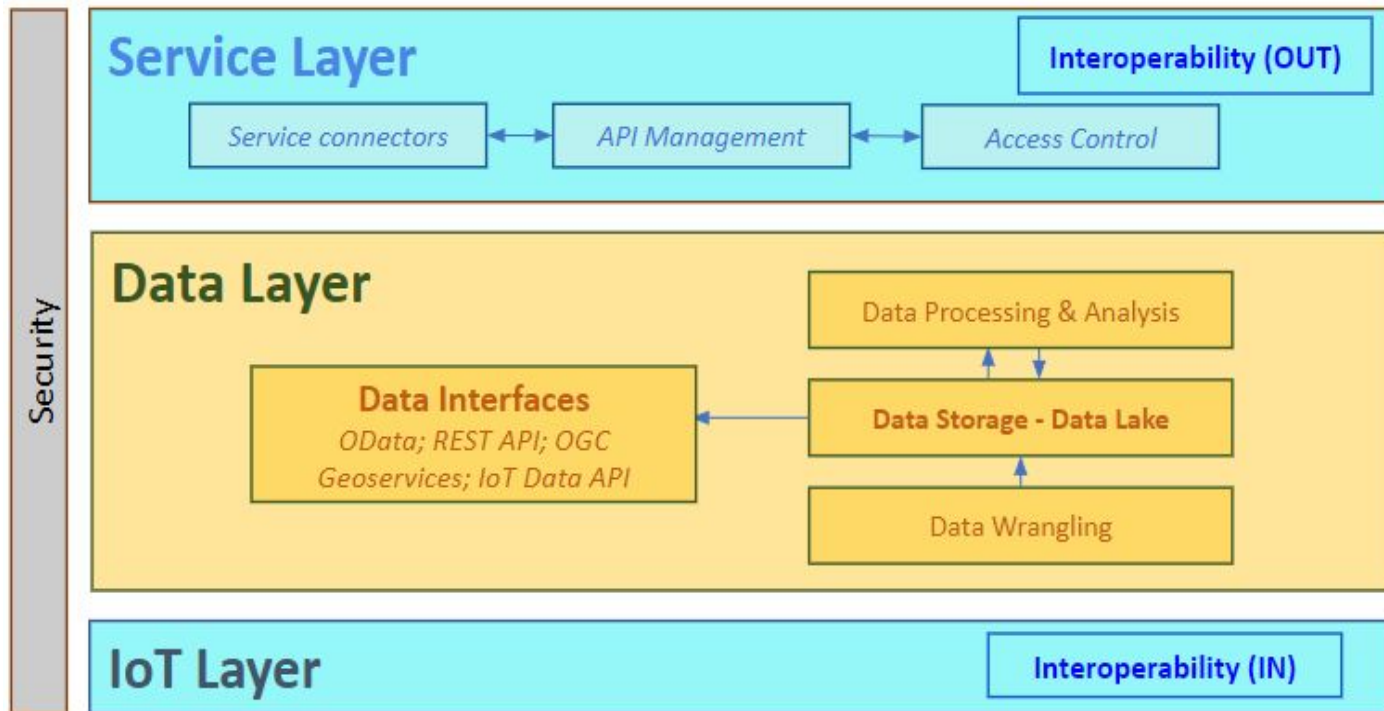 Security
Service Layer
Interoperability (OUT)
Service connectors
API Management
Access Control
Data Layer
Data Processing & Analysis
Data Interfaces
OData; REST API; OGC
Geoservices; IoT Data API
Data Storage - Data Lake
Data Wrangling
IoT Layer
Interoperability (IN)